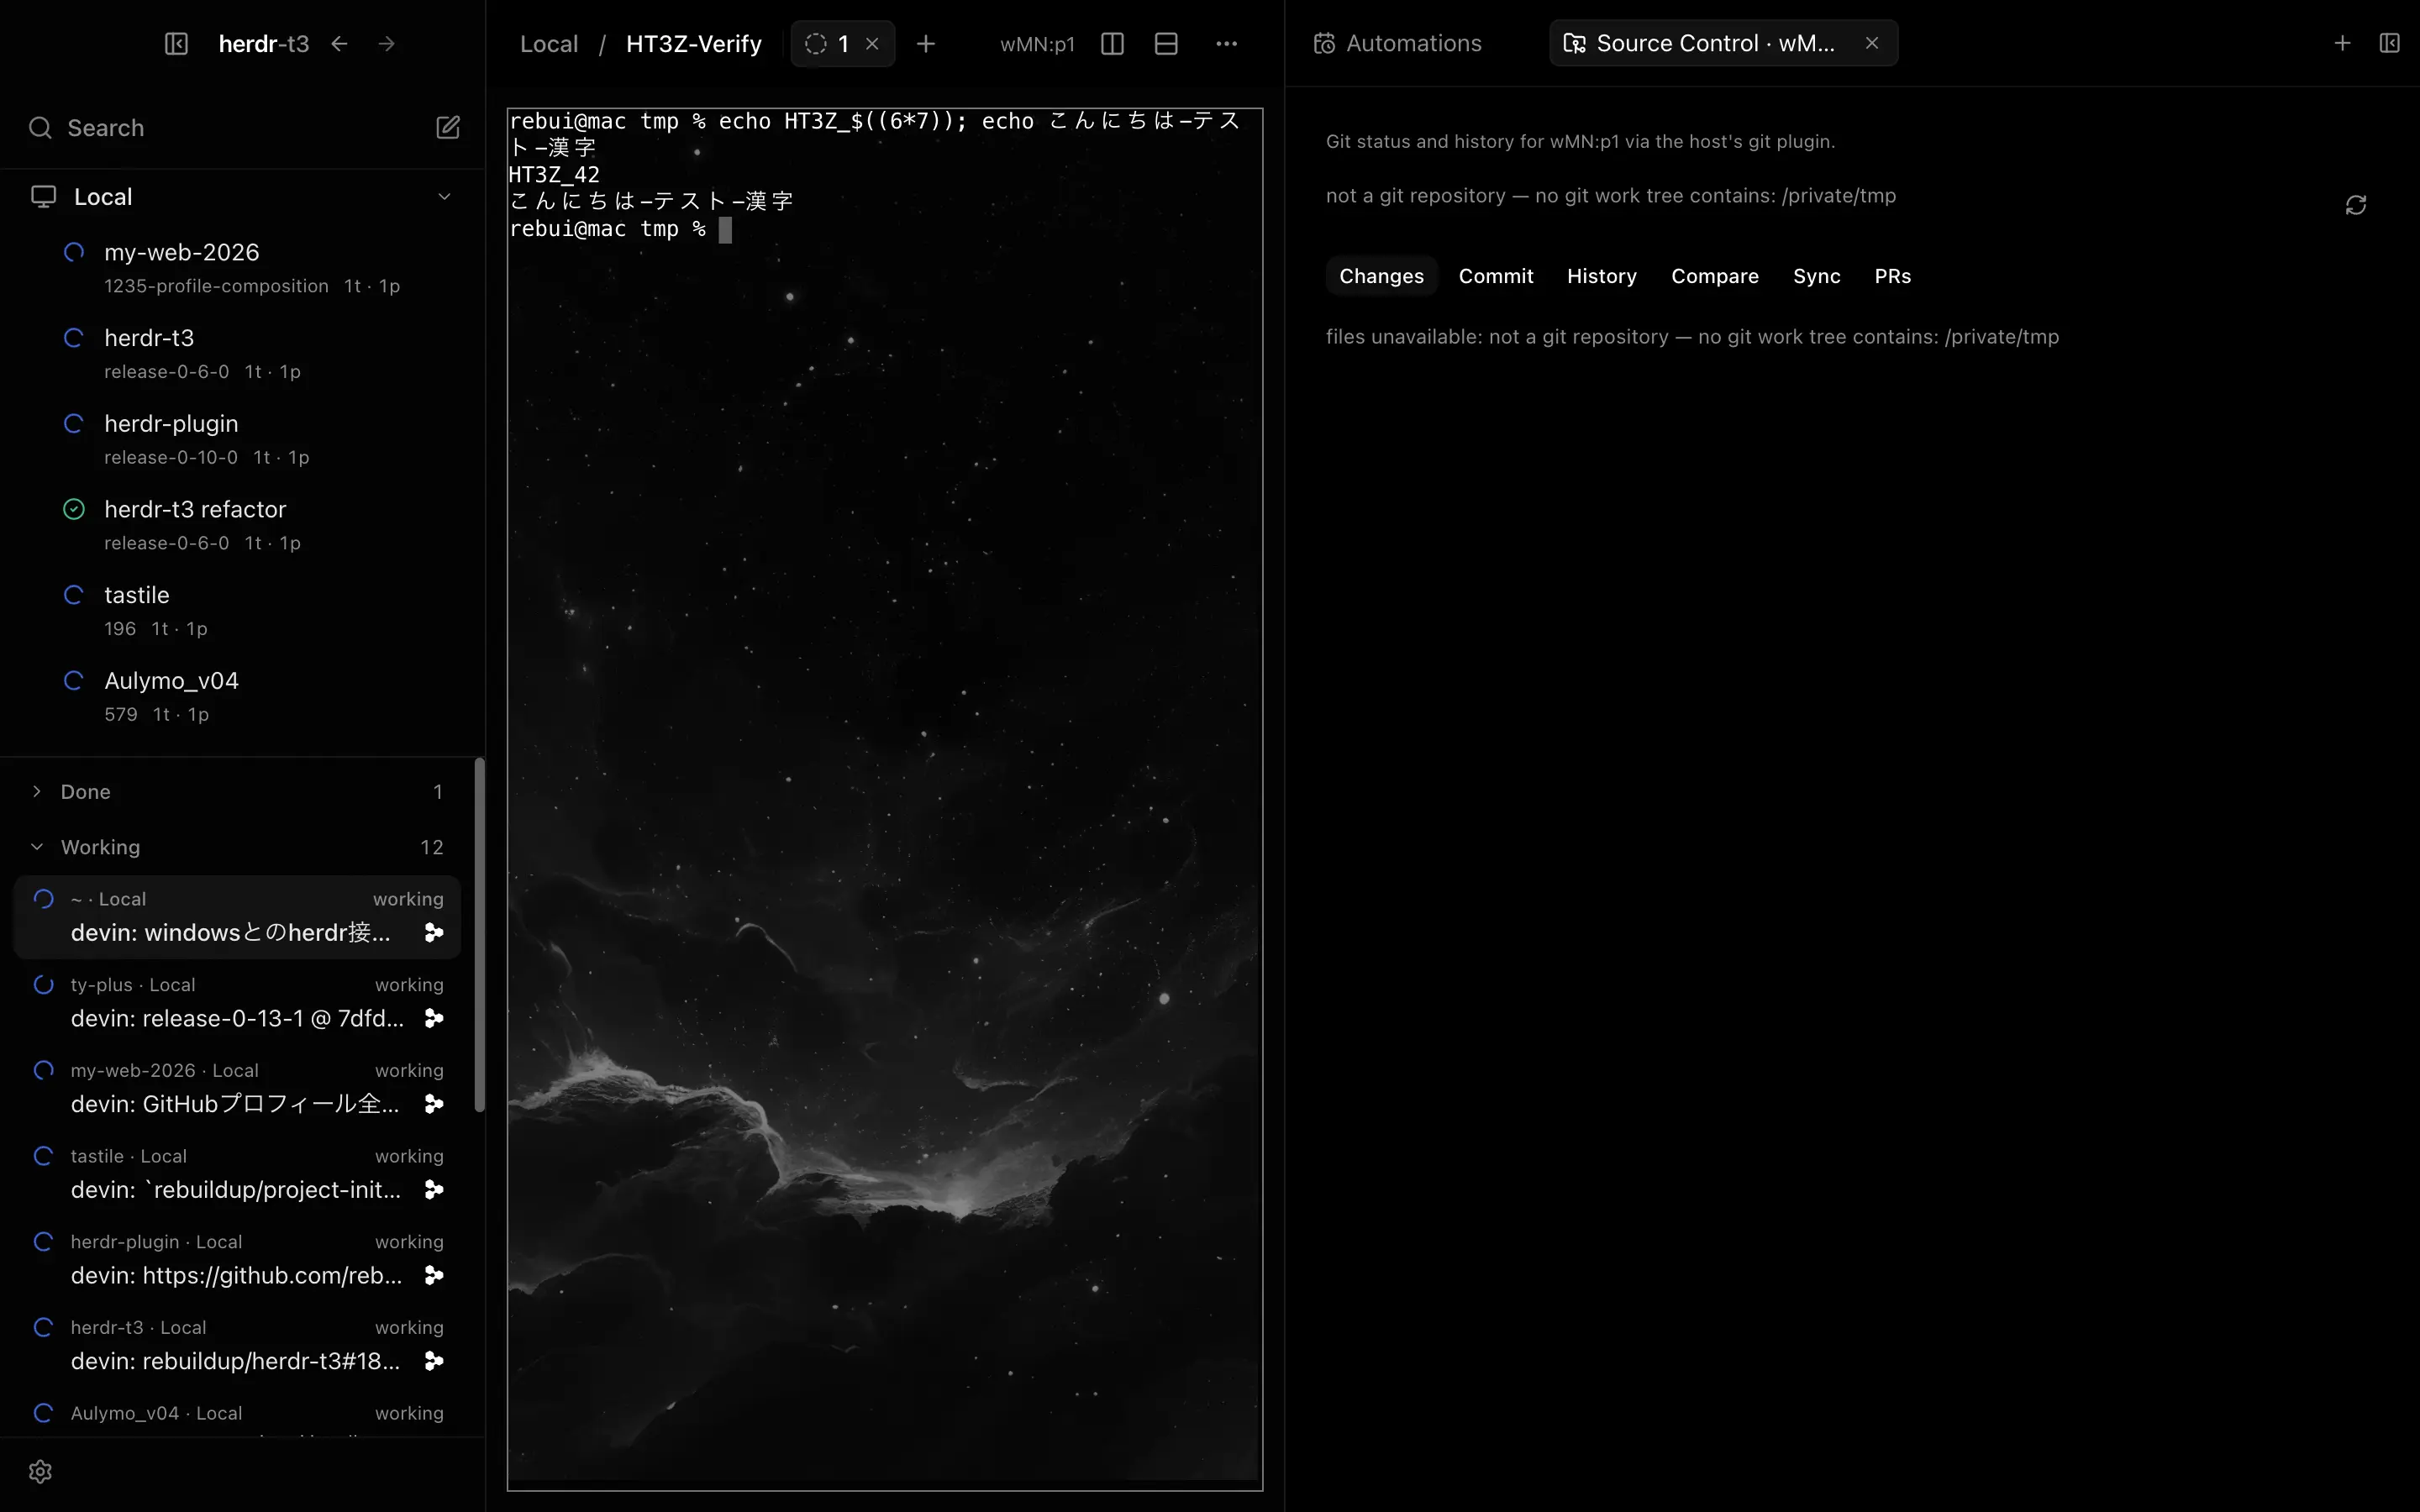 herdr-t3
Search
Local
my-web-2026
1235-profile-composition 1t · 1p
herdr-t3
release-0-6-0 1t · 1p
herdr-plugin
release-0-10-0 1t · 1p
herdr-t3 refactor
release-0-6-0 1t · 1p
tastile
196 1t · 1p
Aulymo_v04
579 1t · 1p
Done 1
Working 12
~ · Local working
devin: windowsとのherdr接...
ty-plus · Local working
devin: release-0-13-1 @ 7dfd...
my-web-2026 · Local working
devin: GitHubプロフィール全...
tastile · Local working
devin: `rebuildup/project-init...
herdr-plugin · Local working
devin: https://github.com/reb...
herdr-t3 · Local working
devin: rebuildup/herdr-t3#18...
Aulymo_v04 · Local working
Local / HT3Z-Verify 1 wMN:p1
rebui@mac tmp % echo HT3Z_$((6*7)); echo こんにちは-テス
ト-漢字
HT3Z_42
こんにちは-テスト-漢字
rebui@mac tmp %
Automations Source Control · wM...
Git status and history for wMN:p1 via the host's git plugin.
not a git repository — no git work tree contains: /private/tmp
Changes Commit History Compare Sync PRs
files unavailable: not a git repository — no git work tree contains: /private/tmp